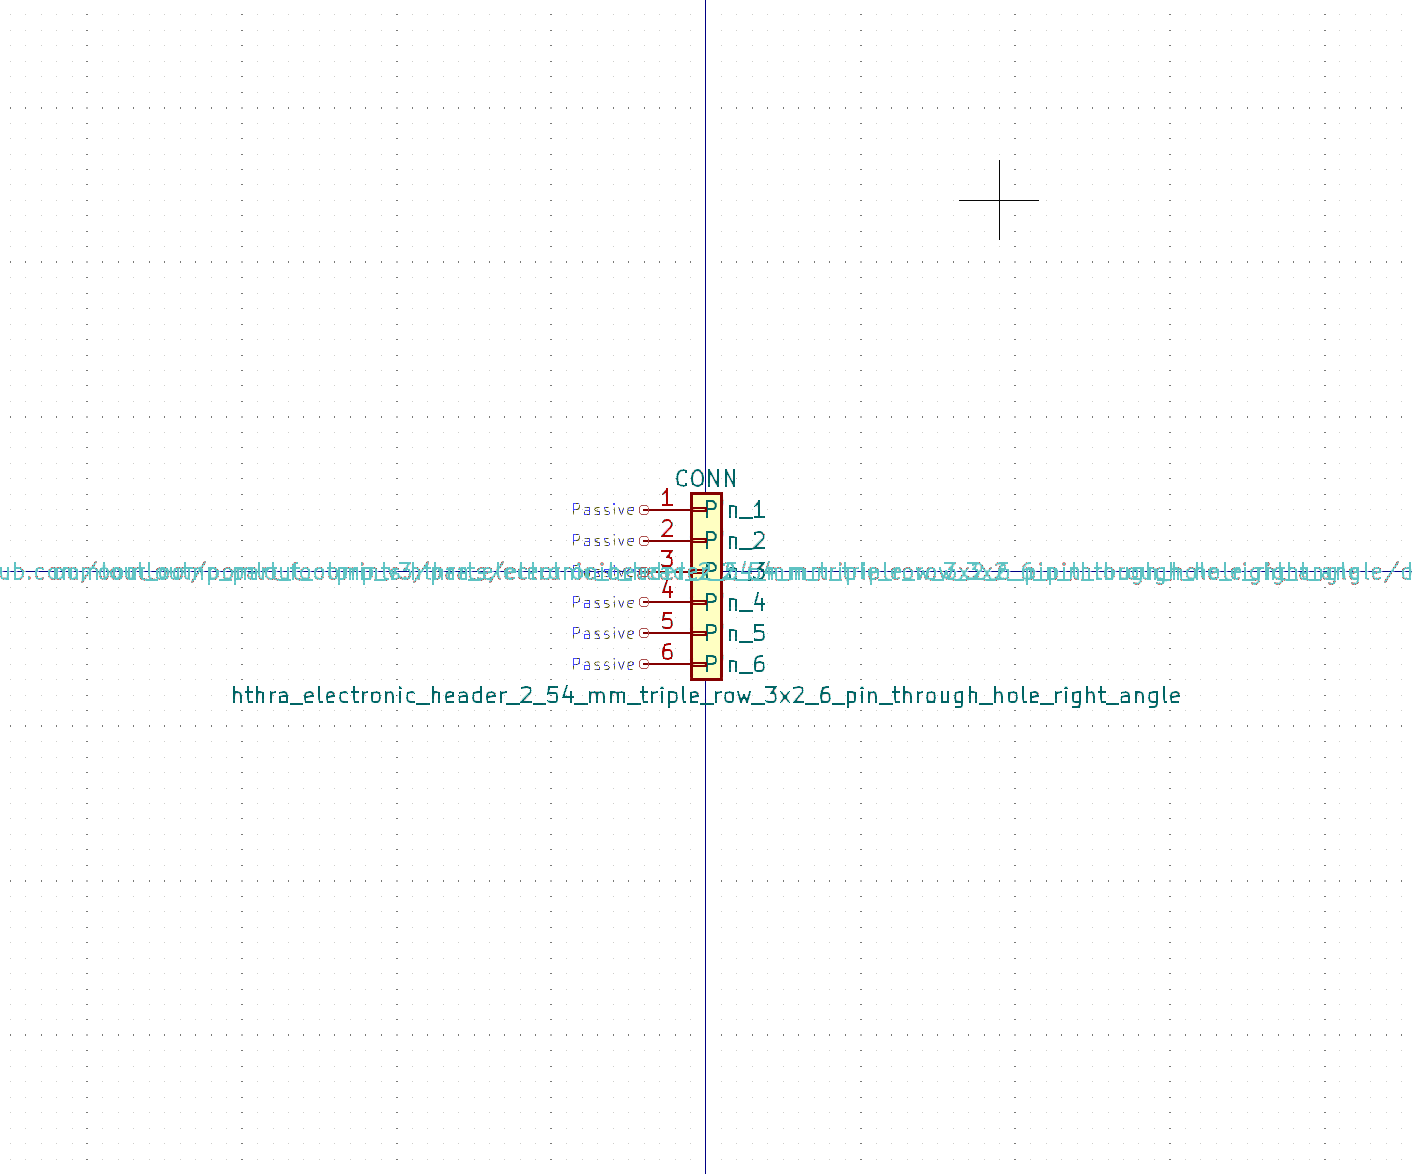 CONN
Passive 1 P n_1
Passive 2 P n_2
3 P n_3
Passive 4 P n_4
Passive 5 P n_5
Passive 6 P n_6
hthra_electronic_header_2_54_mm_triple_row_3x2_6_pin_through_hole_right_angle